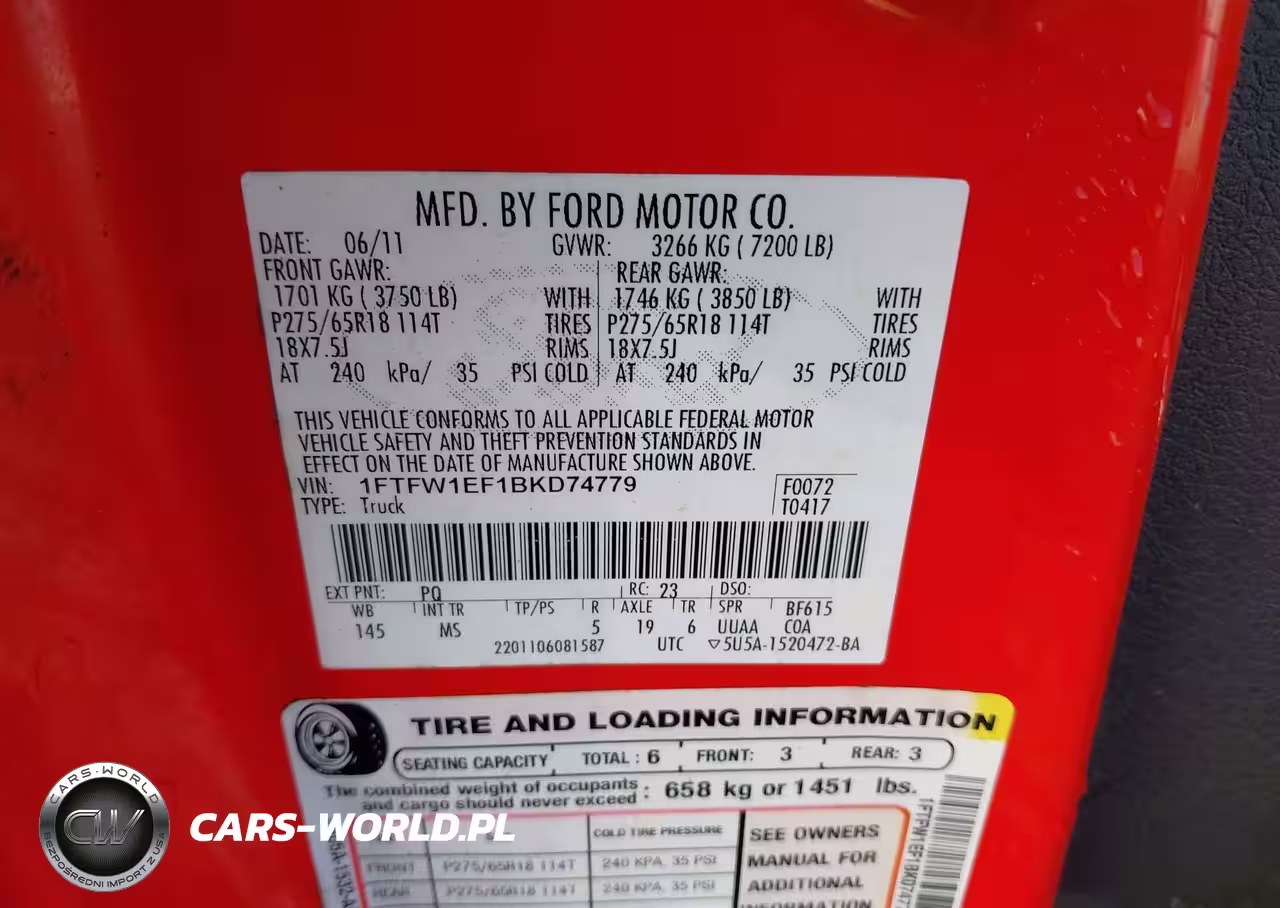 MFD. BY FORD MOTOR CO.
DATE: 06/11 GVWR: 3266 KG ( 7200 LB)
FRONT GAWR: REAR GAWR:
1701 KG ( 3750 LB) WITH 1746 KG ( 3850 LB) WITH
P275/65R18 114T TIRES P275/65R18 114T TIRES
18X7.5J RIMS 18X7.5J RIMS
AT 240 kPa/ 35 PSI COLD AT 240 kPa/ 35 PSI COLD
THIS VEHICLE CONFORMS TO ALL APPLICABLE FEDERAL MOTOR
VEHICLE SAFETY AND THEFT PREVENTION STANDARDS IN
EFFECT ON THE DATE OF MANUFACTURE SHOWN ABOVE.
VIN: 1FTFW1EF1BKD74779 F0072
TYPE: Truck T0417
EXT PNT: PQ RC: 23 DSO:
WB INT TR TP/PS R AXLE TR SPR BF615
145 MS 5 19 6 UUAA COA
2201106081587 UTC ▽5U5A-1520472-BA
TIRE AND LOADING INFORMATION
SEATING CAPACITY TOTAL : 6 FRONT: 3 REAR: 3
The combined weight of occupants
and cargo should never exceed : 658 kg or 1451 lbs.
COLD TIRE PRESSURE
FRONT P275/65R18 114T 240 KPA, 35 PSI
REAR P275/65R18 114T 240 KPA, 35 PSI
SEE OWNERS
MANUAL FOR
ADDITIONAL
INFORMATION
CARS-WORLD
CW
BEZPOŚREDNI IMPORT Z USA
CARS-WORLD.PL